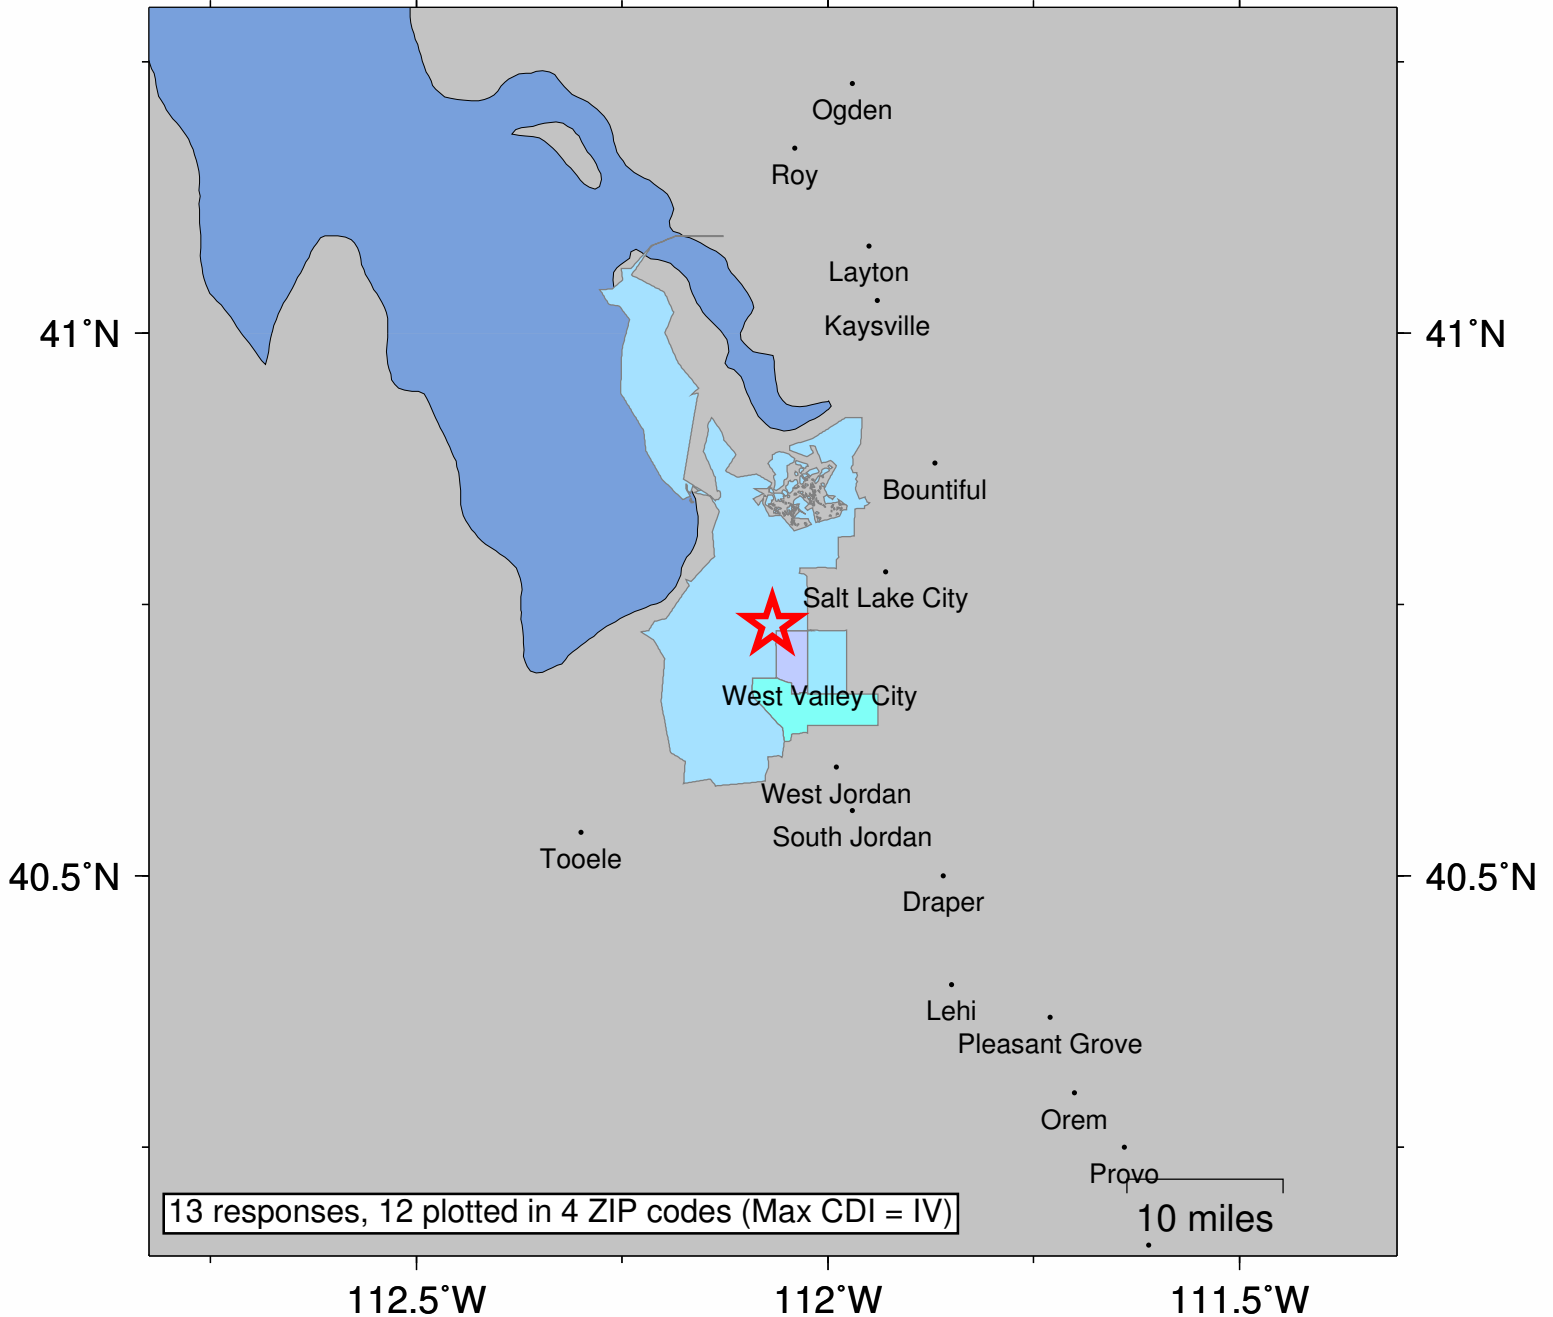 Ogden
Roy
Layton
Kaysville
41˚N
41˚N
Bountiful
Salt Lake City
West Valley City
West Jordan
South Jordan
Tooele
40.5˚N
40.5˚N
Draper
Lehi
Pleasant Grove
Orem
Provo
13 responses, 12 plotted in 4 ZIP codes (Max CDI = IV)
10 miles
112.5˚W
112˚W
111.5˚W